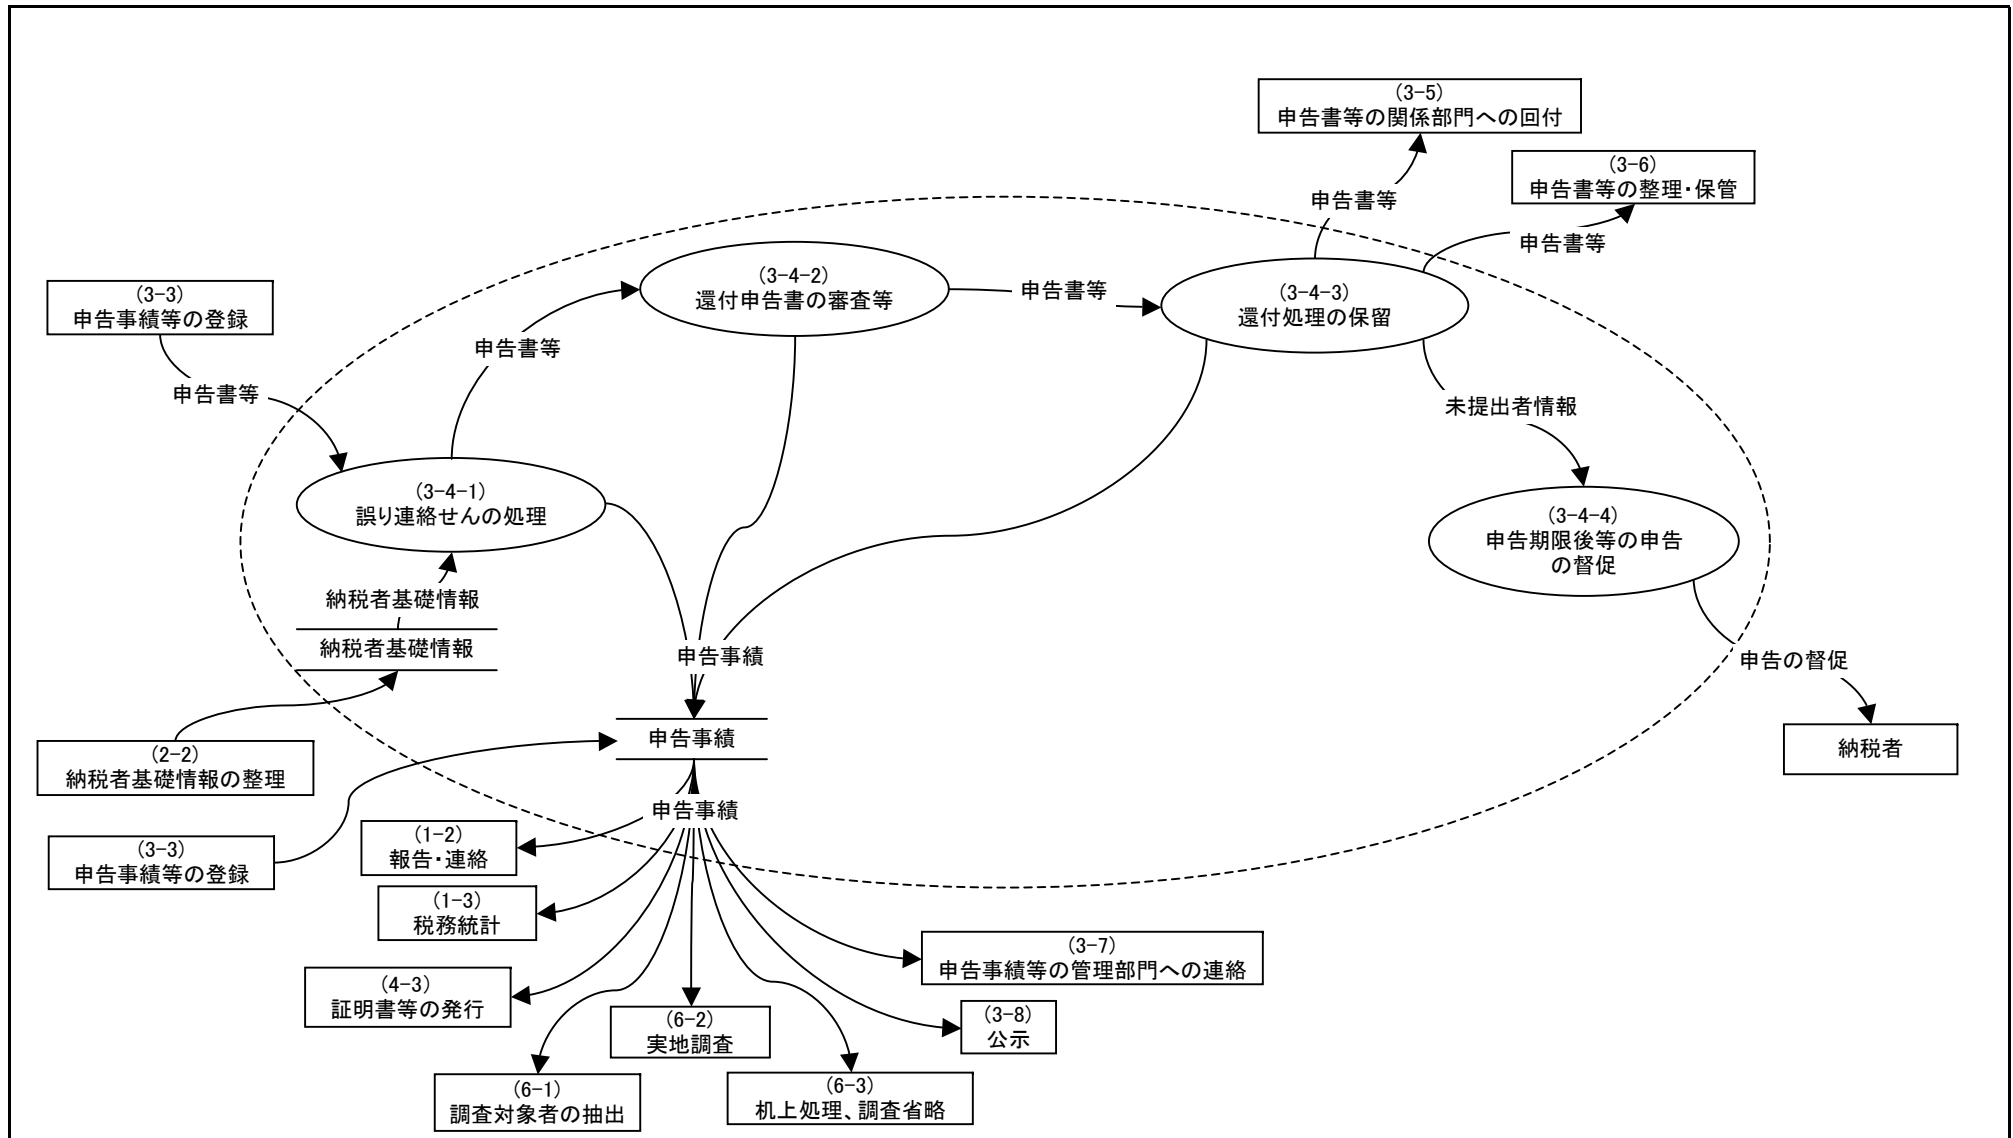 (3-5)
申告書等の関係部門への回付
(3-6)
申告書等の整理・保管
申告書等
申告書等
(3-4-2)
還付申告書の審査等
申告書等
(3-4-3)
還付処理の保留
(3-3)
申告事績等の登録
申告書等
申告書等
未提出者情報
(3-4-1)
誤り連絡せんの処理
(3-4-4)
申告期限後等の申告
の督促
納税者基礎情報
納税者基礎情報
申告事績
申告の督促
申告事績
納税者
(2-2)
納税者基礎情報の整理
申告事績
(3-3)
申告事績等の登録
(1-2)
報告・連絡
(1-3)
税務統計
(3-7)
申告事績等の管理部門への連絡
(4-3)
証明書等の発行
(6-2)
実地調査
(3-8)
公示
(6-1)
調査対象者の抽出
(6-3)
机上処理、調査省略